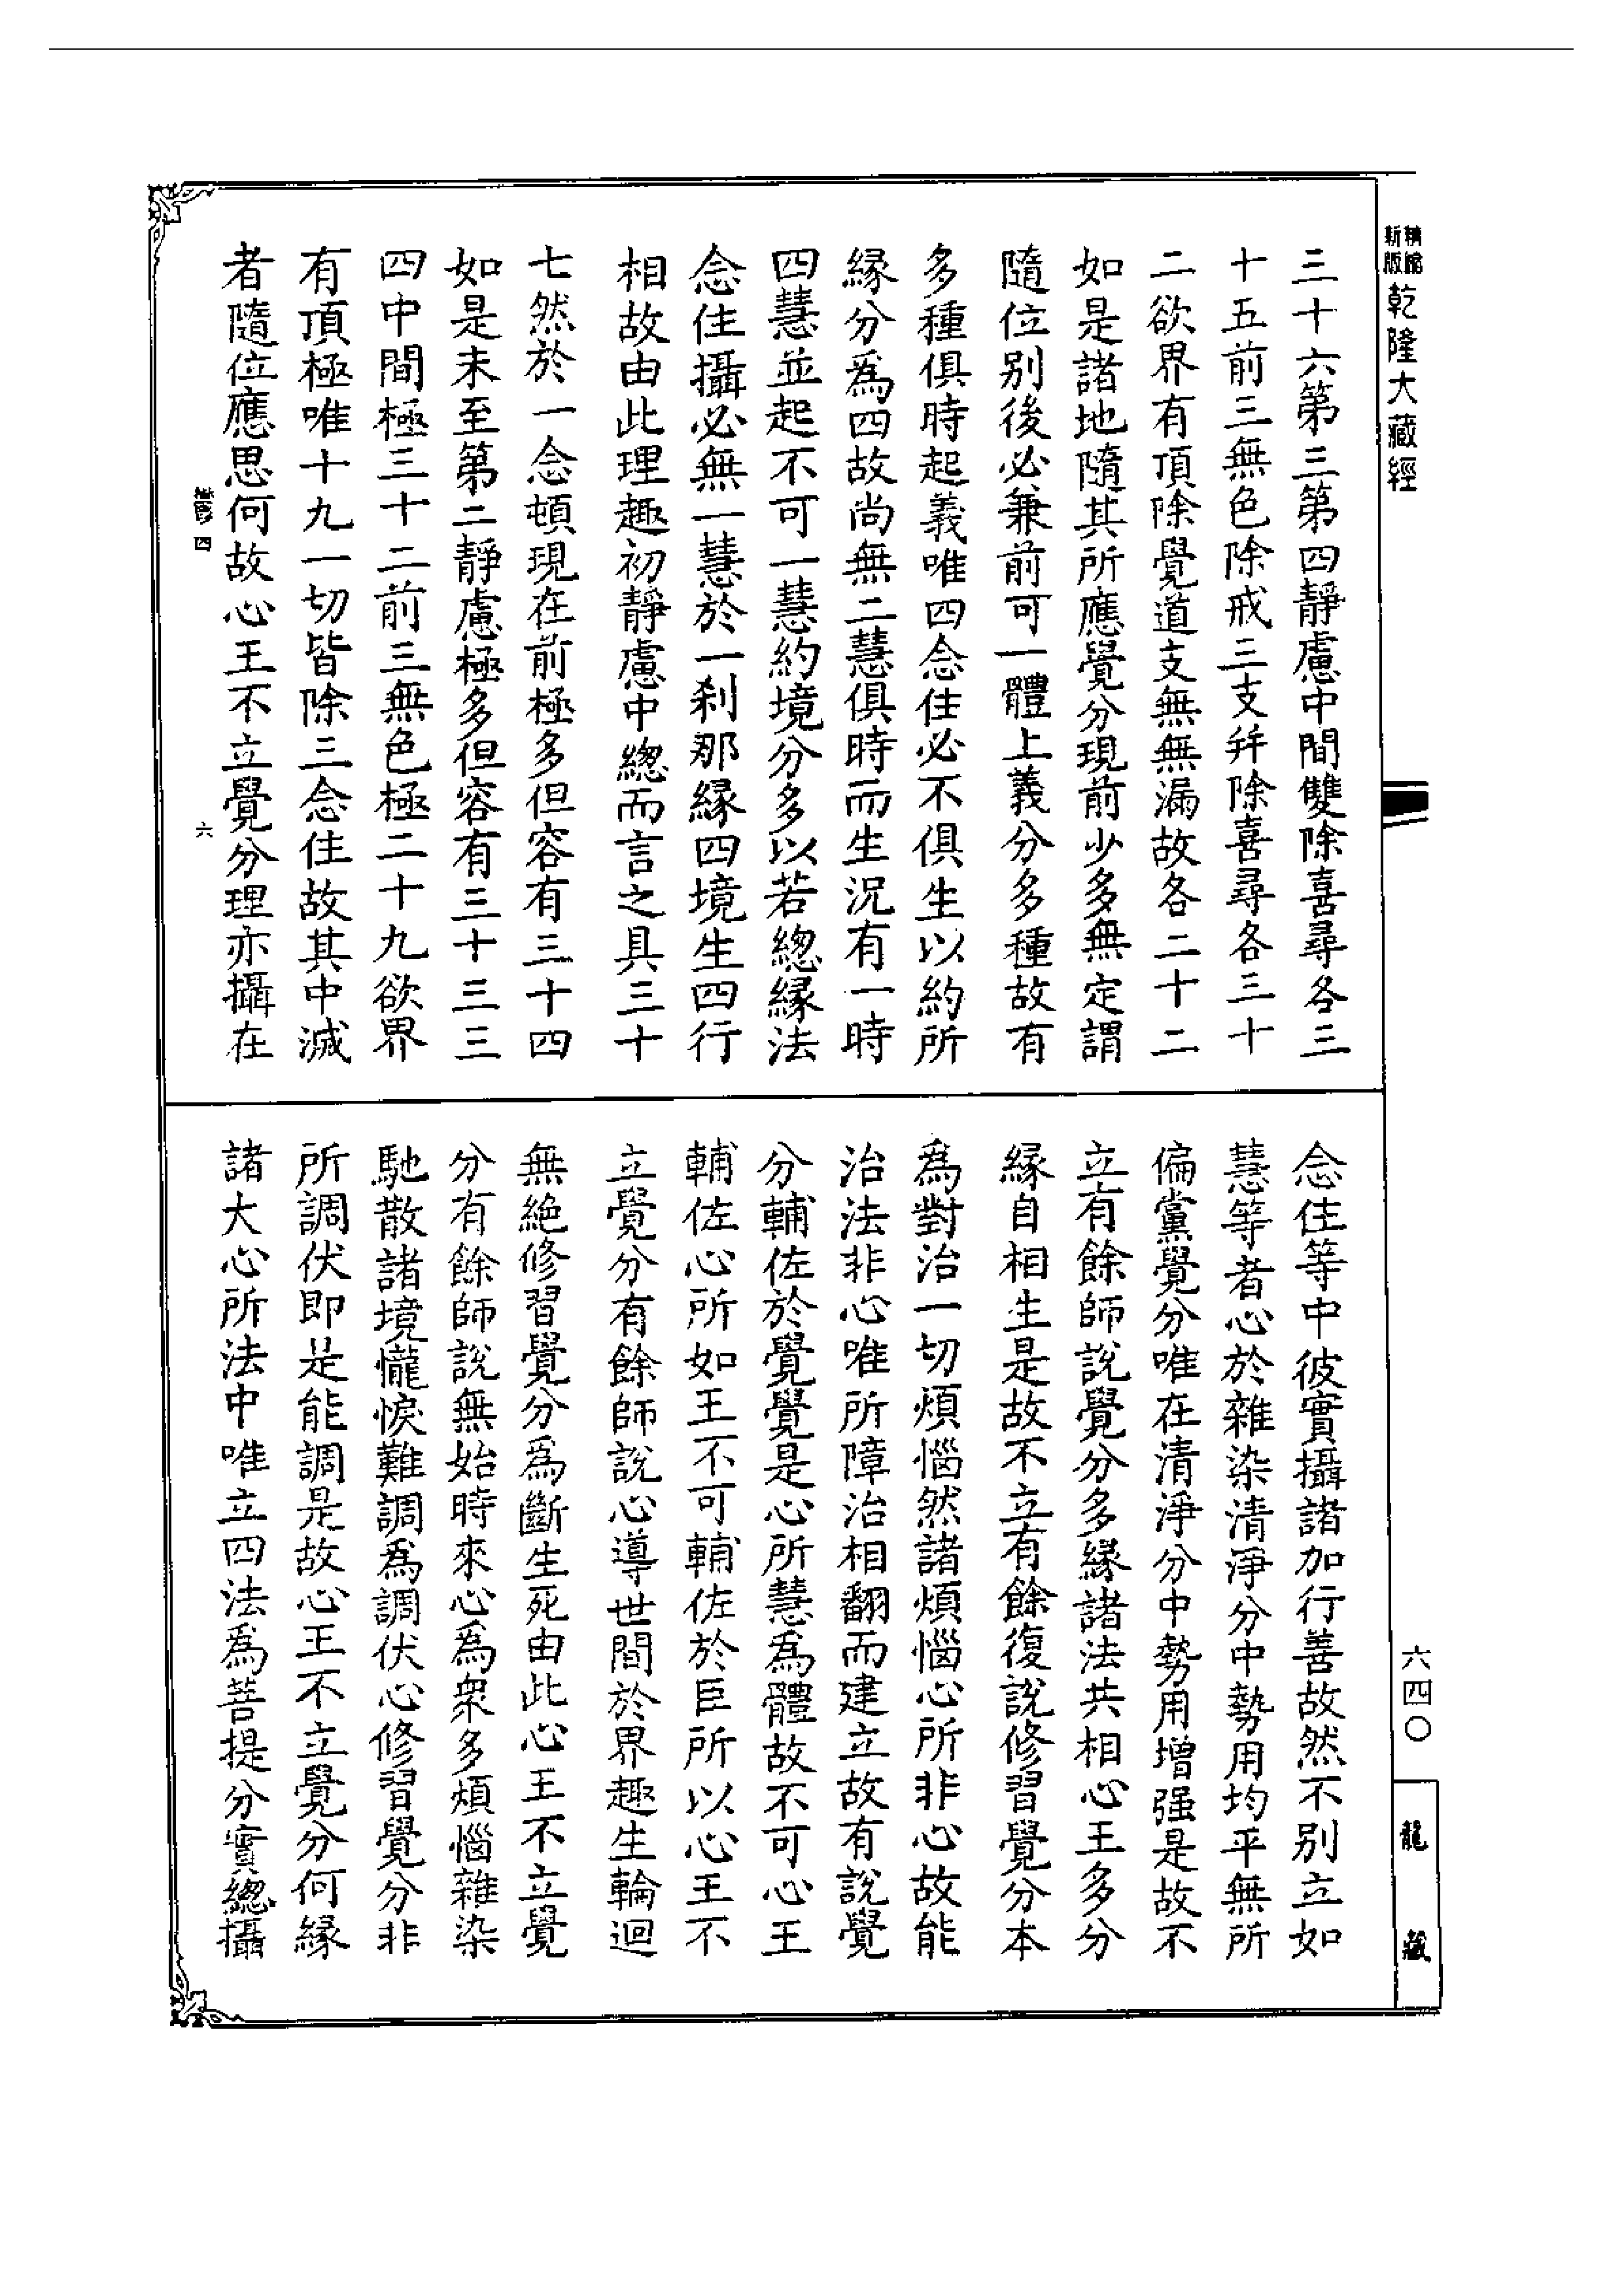 精縮
新版
乾隆大藏經
三十六第三第四靜慮中間雙除喜尋各三
十五前三無色除戒三支幷除喜尋各三十
二欲界有頂除覺道支無無漏故各二十二
如是諸地隨其所應覺分現前少多無定謂
隨位別後必兼前可一體上義分多種故有
多種俱時起義唯四念住必不俱生以約所
緣分為四故尚無二慧俱時而生況有一時
四慧並起不可一慧約境分多以若總緣法
念住攝必無一慧於一刹那緣四境生四行
相故由此理趣初靜慮中總而言之具三十
七然於一念頓現在前極多但容有三十四
如是未至第二靜慮極多但容有三十三三
四中間極三十二前三無色極二十九欲界
有頂極唯十九一切皆除三念住故其中減
者隨位應思何故心王不立覺分理亦攝在
鬱四
六
念住等中彼實攝諸加行善故然不別立如
慧等者心於雜染清淨分中勢用均平無所
偏黨覺分唯在清淨分中勢用增强是故不
立有餘師說覺分多緣諸法共相心王多分
緣自相生是故不立有餘復說修習覺分本
為對治一切煩惱然諸煩惱心所非心故能
治法非心唯所障治相翻而建立故有說覺
分輔佐於覺覺是心所慧為體故不可心王
輔佐心所如王不可輔佐於臣所以心王不
立覺分有餘師說心導世間於界趣生輪迴
無絕修習覺分為斷生死由此心王不立覺
分有餘師說無始時來心為衆多煩惱雜染
馳散諸境懺悷難調為調伏心修習覺分非
所調伏即是能調是故心王不立覺分何緣
諸大心所法中唯立四法為菩提分實總攝
六四〇
龍藏